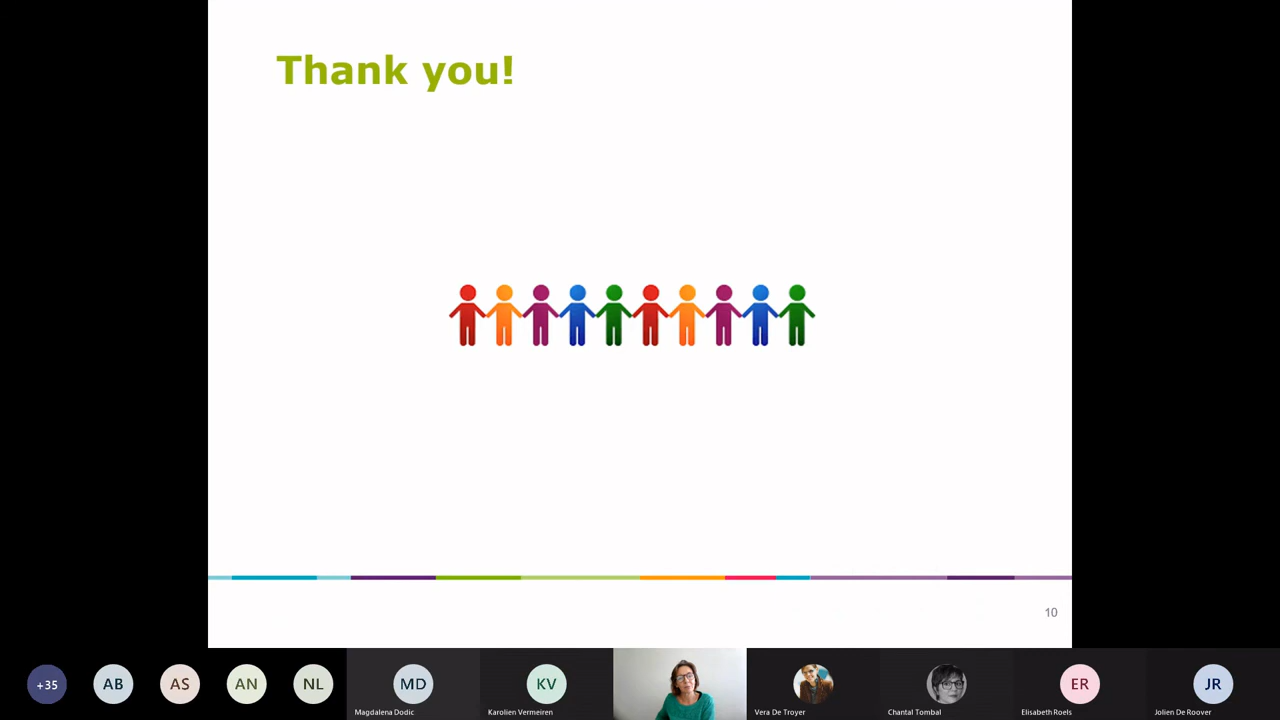 Thank you!
10
+35
AB
AS
AN
NL
MD
KV
ER
JR
Magdalena Dodic
Karolien Vermeiren
Vera De Troyer
Chantal Tombal
Elisabeth Roels
Jolien De Roover